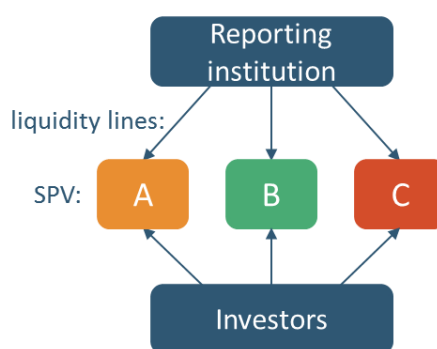 Reporting
institution
liquidity lines:
SPV:
A
B
C
Investors